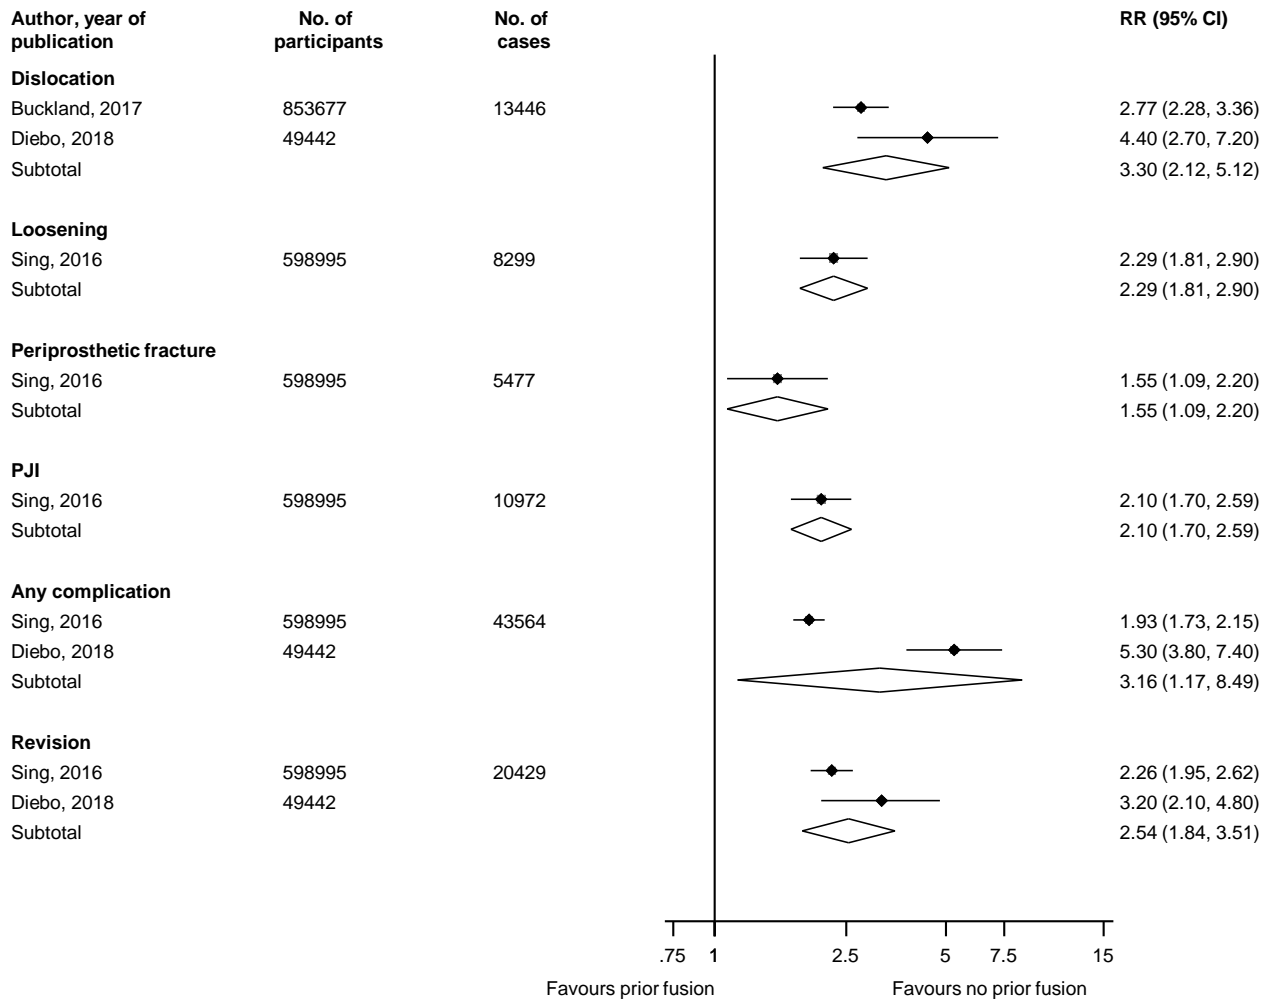 Author, year of No. of No. of RR (95% CI)
publication participants cases
Dislocation
Buckland, 2017 853677 13446 2.77 (2.28, 3.36)
Diebo, 2018 49442 4.40 (2.70, 7.20)
Subtotal 3.30 (2.12, 5.12)
Loosening
Sing, 2016 598995 8299 2.29 (1.81, 2.90)
Subtotal 2.29 (1.81, 2.90)
Periprosthetic fracture
Sing, 2016 598995 5477 1.55 (1.09, 2.20)
Subtotal 1.55 (1.09, 2.20)
PJI
Sing, 2016 598995 10972 2.10 (1.70, 2.59)
Subtotal 2.10 (1.70, 2.59)
Any complication
Sing, 2016 598995 43564 1.93 (1.73, 2.15)
Diebo, 2018 49442 5.30 (3.80, 7.40)
Subtotal 3.16 (1.17, 8.49)
Revision
Sing, 2016 598995 20429 2.26 (1.95, 2.62)
Diebo, 2018 49442 3.20 (2.10, 4.80)
Subtotal 2.54 (1.84, 3.51)
.75 1 2.5 5 7.5 15
Favours prior fusion Favours no prior fusion